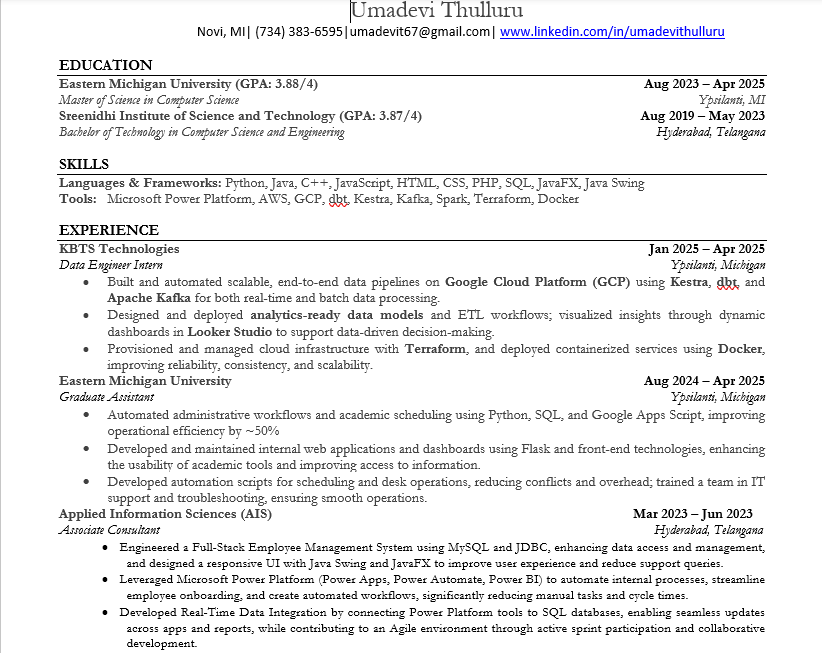 Umadevi Thulluru
Novi, MI| (734) 383-6595|umadevit67@gmail.com| www.linkedin.com/in/umadevithulluru
EDUCATION
Eastern Michigan University (GPA: 3.88/4) Aug 2023 – Apr 2025
Master of Science in Computer Science Ypsilanti, MI
Sreenidhi Institute of Science and Technology (GPA: 3.87/4) Aug 2019 – May 2023
Bachelor of Technology in Computer Science and Engineering Hyderabad, Telangana
SKILLS
Languages & Frameworks: Python, Java, C++, JavaScript, HTML, CSS, PHP, SQL, JavaFX, Java Swing
Tools: Microsoft Power Platform, AWS, GCP, dbt, Kestra, Kafka, Spark, Terraform, Docker
EXPERIENCE
KBTS Technologies Jan 2025 – Apr 2025
Data Engineer Intern Ypsilanti, Michigan
• Built and automated scalable, end-to-end data pipelines on Google Cloud Platform (GCP) using Kestra, dbt, and
Apache Kafka for both real-time and batch data processing.
• Designed and deployed analytics-ready data models and ETL workflows; visualized insights through dynamic
dashboards in Looker Studio to support data-driven decision-making.
• Provisioned and managed cloud infrastructure with Terraform, and deployed containerized services using Docker,
improving reliability, consistency, and scalability.
Eastern Michigan University Aug 2024 – Apr 2025
Graduate Assistant Ypsilanti, Michigan
• Automated administrative workflows and academic scheduling using Python, SQL, and Google Apps Script, improving
operational efficiency by ~50%
• Developed and maintained internal web applications and dashboards using Flask and front-end technologies, enhancing
the usability of academic tools and improving access to information.
• Developed automation scripts for scheduling and desk operations, reducing conflicts and overhead; trained a team in IT
support and troubleshooting, ensuring smooth operations.
Applied Information Sciences (AIS) Mar 2023 – Jun 2023
Associate Consultant Hyderabad, Telangana
• Engineered a Full-Stack Employee Management System using MySQL and JDBC, enhancing data access and management,
and designed a responsive UI with Java Swing and JavaFX to improve user experience and reduce support queries.
• Leveraged Microsoft Power Platform (Power Apps, Power Automate, Power BI) to automate internal processes, streamline
employee onboarding, and create automated workflows, significantly reducing manual tasks and cycle times.
• Developed Real-Time Data Integration by connecting Power Platform tools to SQL databases, enabling seamless updates
across apps and reports, while contributing to an Agile environment through active sprint participation and collaborative
development.